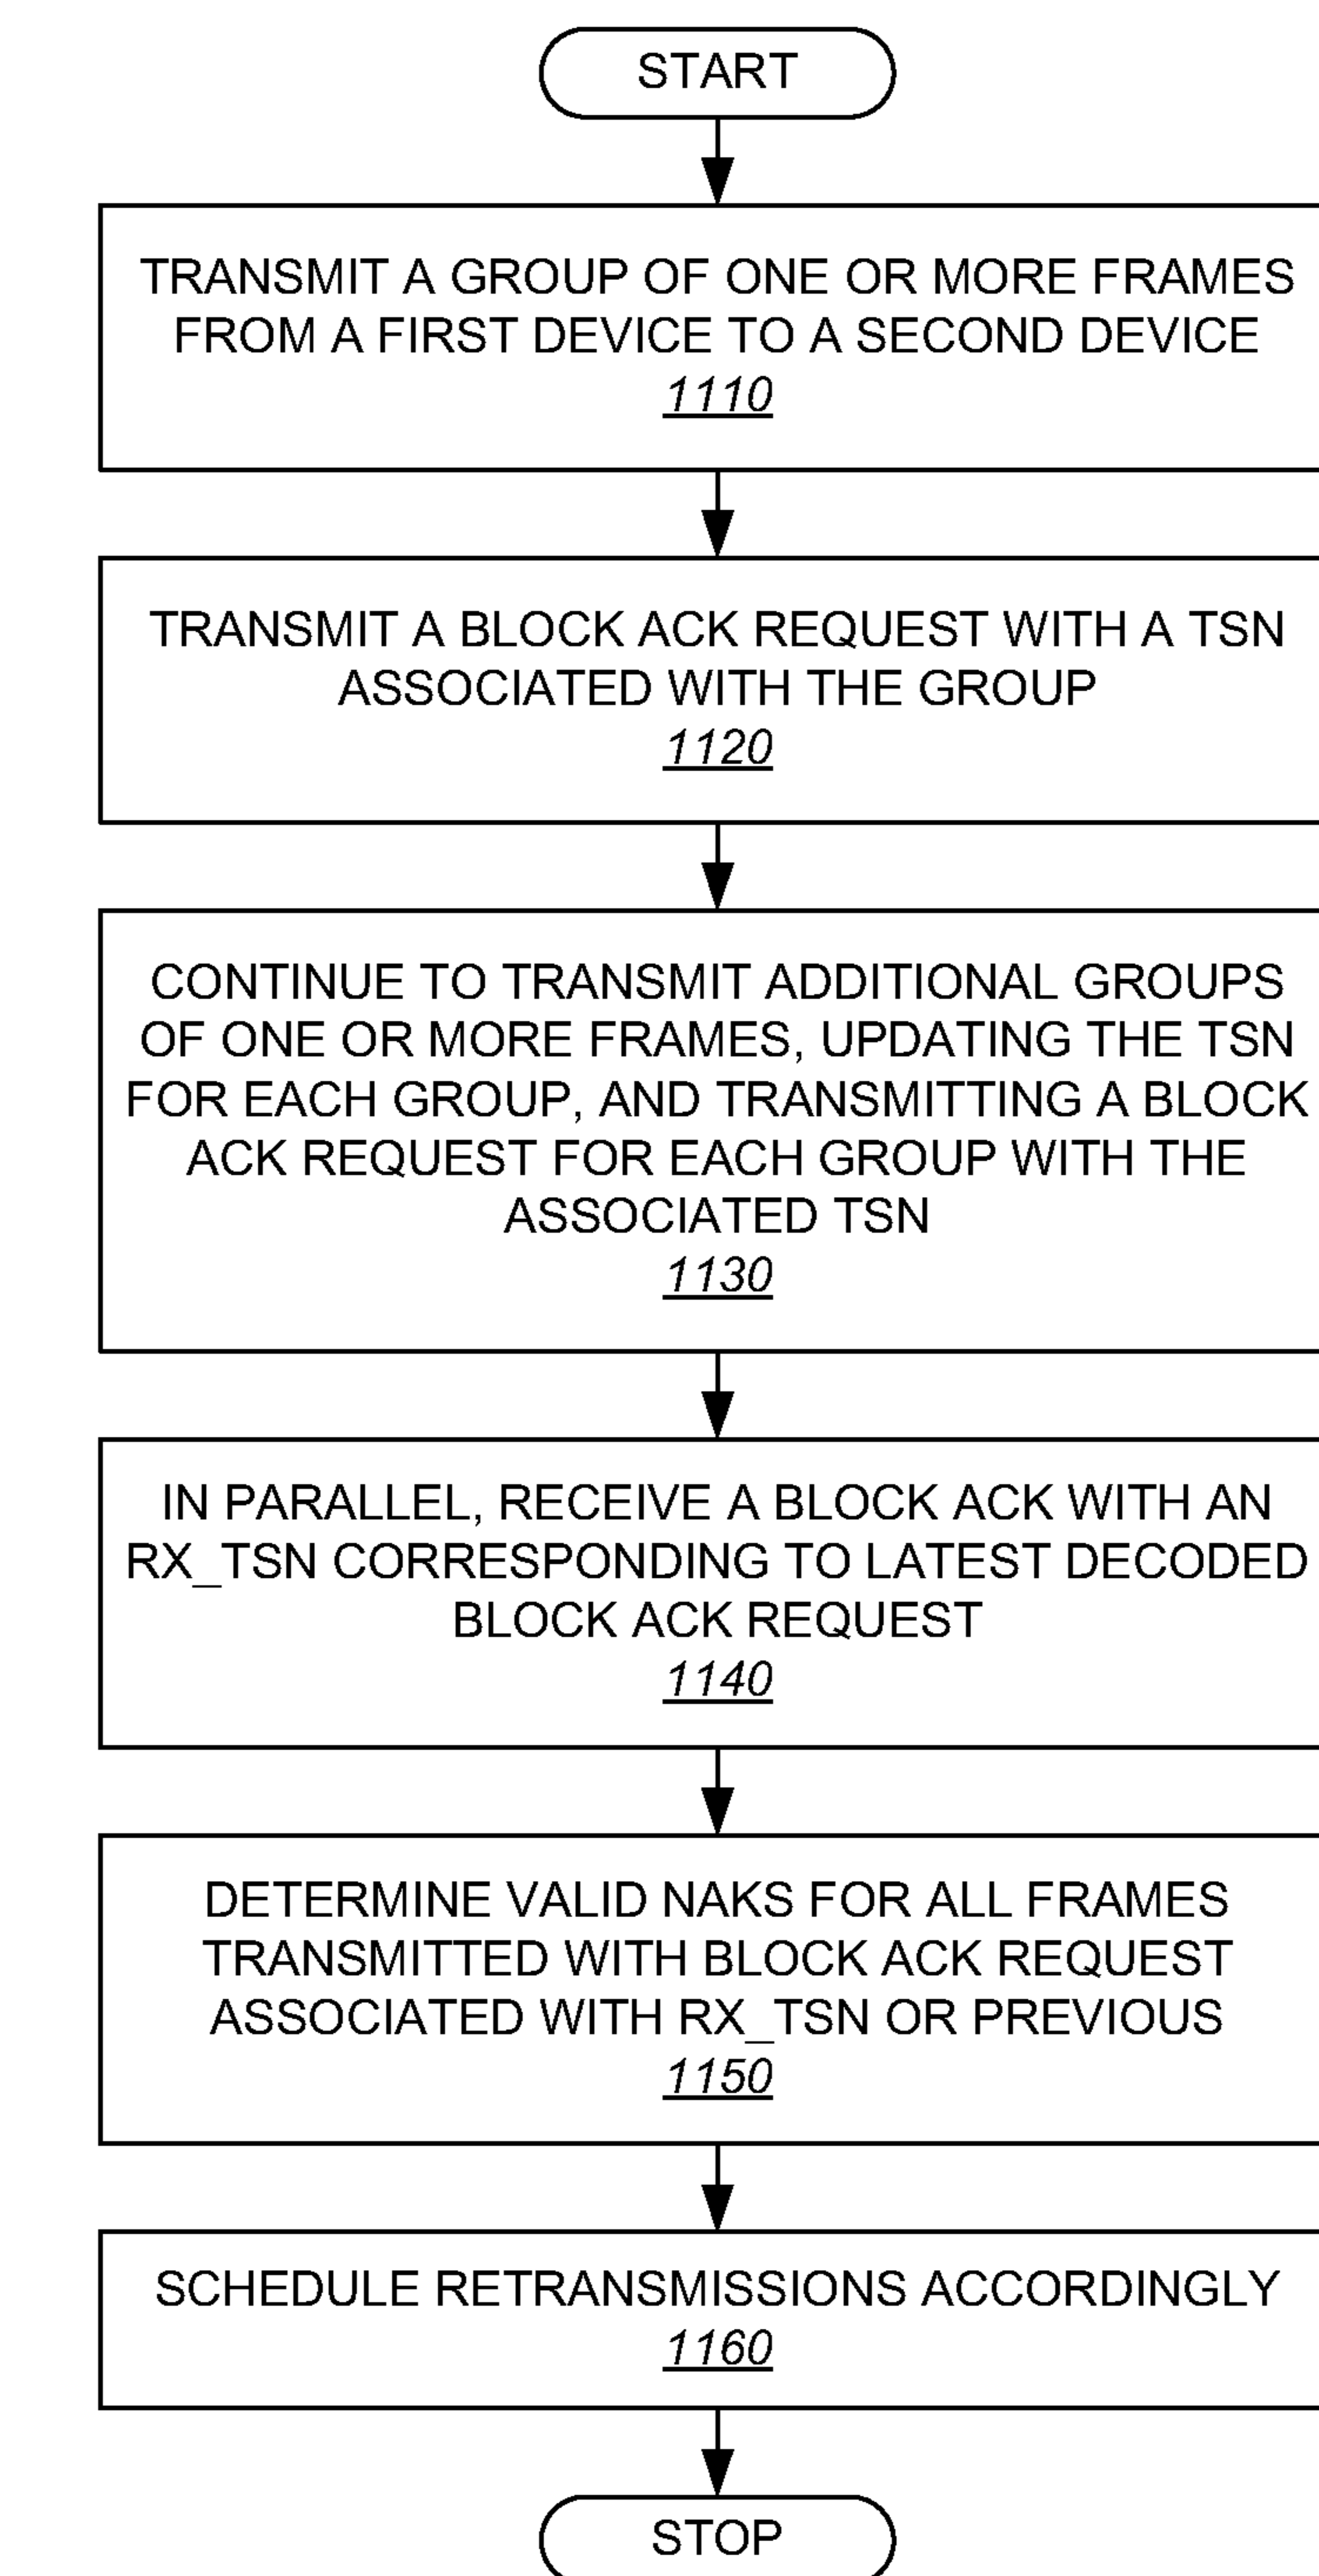 START
TRANSMIT A GROUP OF ONE OR MORE FRAMES
FROM A FIRST DEVICE TO A SECOND DEVICE
1110
TRANSMIT A BLOCK ACK REQUEST WITH A TSN
ASSOCIATED WITH THE GROUP
1120
CONTINUE TO TRANSMIT ADDITIONAL GROUPS
OF ONE OR MORE FRAMES, UPDATING THE TSN
FOR EACH GROUP, AND TRANSMITTING A BLOCK
ACK REQUEST FOR EACH GROUP WITH THE
ASSOCIATED TSN
1130
IN PARALLEL, RECEIVE A BLOCK ACK WITH AN
RX_TSN CORRESPONDING TO LATEST DECODED
BLOCK ACK REQUEST
1140
DETERMINE VALID NAKS FOR ALL FRAMES
TRANSMITTED WITH BLOCK ACK REQUEST
ASSOCIATED WITH RX_TSN OR PREVIOUS
1150
SCHEDULE RETRANSMISSIONS ACCORDINGLY
1160
STOP